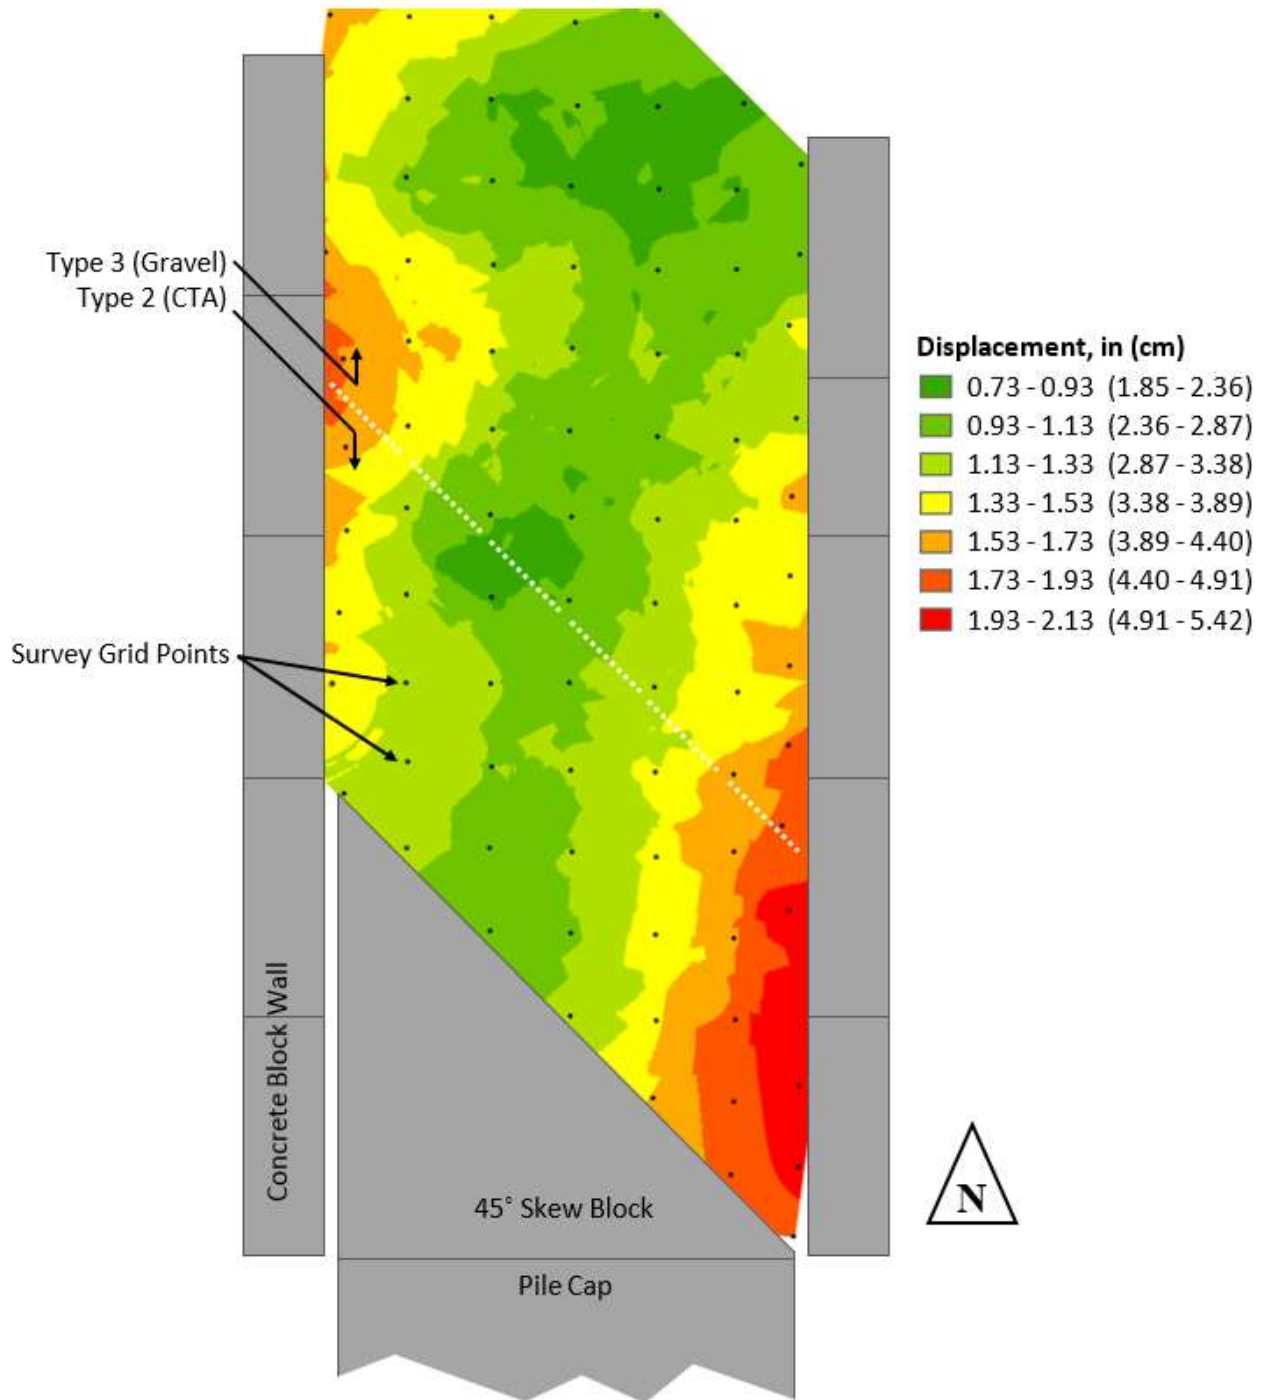 Type 3 (Gravel)
Type 2 (CTA)
Displacement, in (cm)
0.73 - 0.93 (1.85 - 2.36)
0.93 - 1.13 (2.36 - 2.87)
1.13 - 1.33 (2.87 - 3.38)
1.33 - 1.53 (3.38 - 3.89)
1.53 - 1.73 (3.89 - 4.40)
1.73 - 1.93 (4.40 - 4.91)
1.93 - 2.13 (4.91 - 5.42)
Survey Grid Points
Concrete Block Wall
45° Skew Block
N
Pile Cap